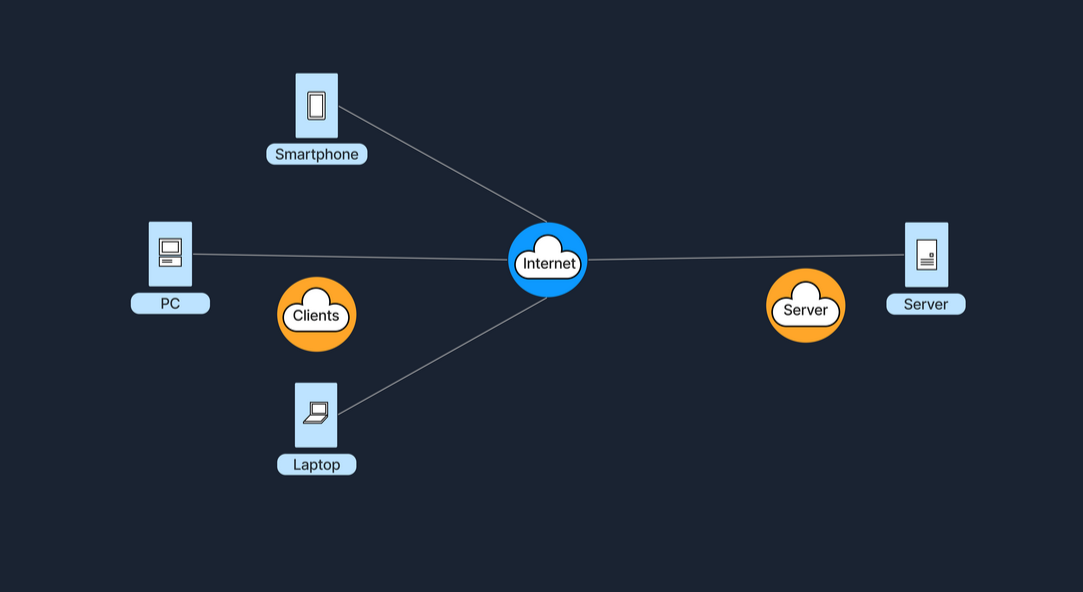 Smartphone
Internet
PC
Clients
Server
Server
Laptop